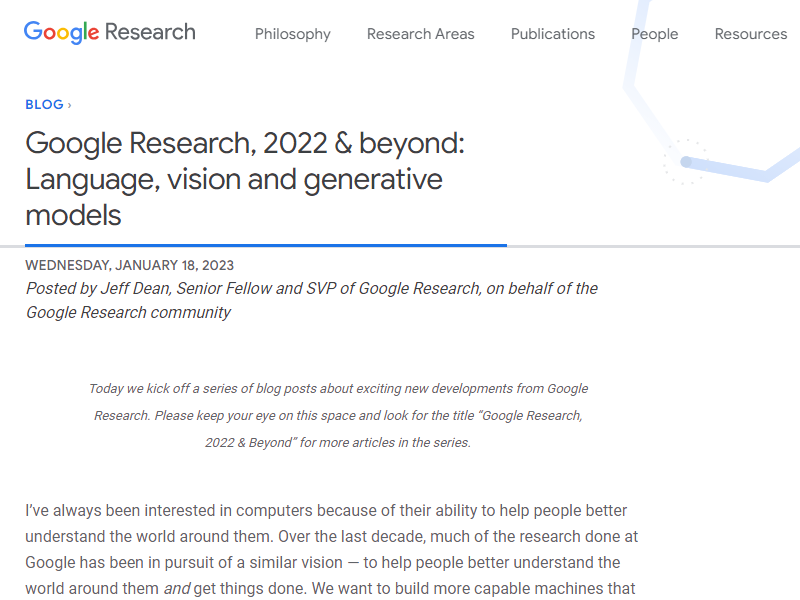 Google Research
Philosophy
Research Areas
Publications
People
Resources
BLOG ›
Google Research, 2022 & beyond:
Language, vision and generative
models
WEDNESDAY, JANUARY 18, 2023
Posted by Jeff Dean, Senior Fellow and SVP of Google Research, on behalf of the
Google Research community
Today we kick off a series of blog posts about exciting new developments from Google
Research. Please keep your eye on this space and look for the title “Google Research,
2022 & Beyond” for more articles in the series.
I’ve always been interested in computers because of their ability to help people better
understand the world around them. Over the last decade, much of the research done at
Google has been in pursuit of a similar vision — to help people better understand the
world around them and get things done. We want to build more capable machines that